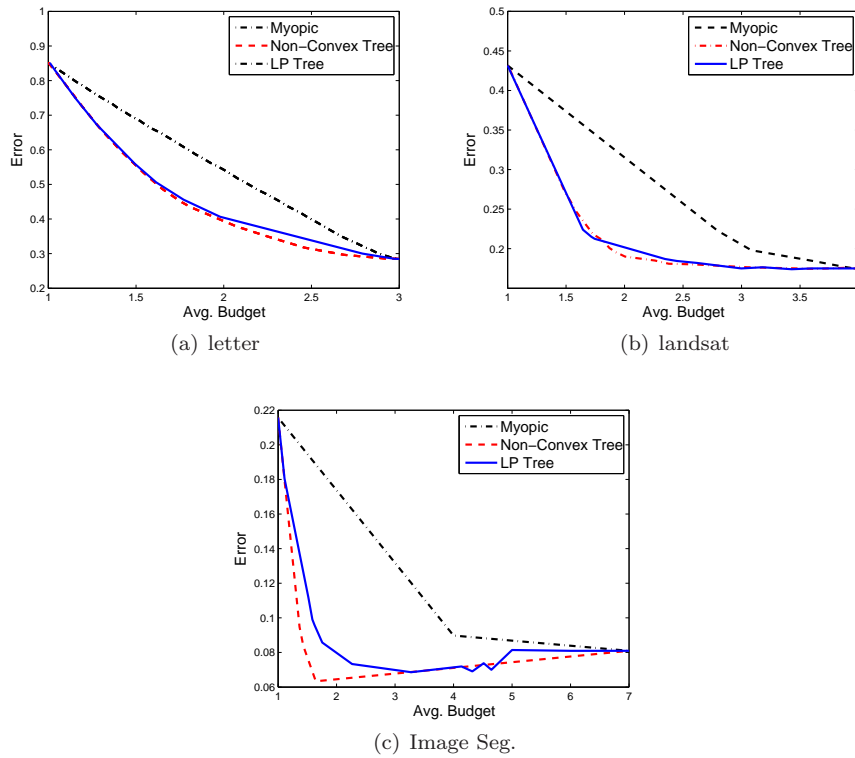 1
0.9
0.8
0.7
0.6
0.5
0.4
0.3
0.2
Error
1 1.5 2 2.5 3
Avg. Budget
Myopic
Non−Convex Tree
LP Tree
(a) letter
0.5
0.45
0.4
0.35
0.3
0.25
0.2
Error
1 1.5 2 2.5 3 3.5
Avg. Budget
Myopic
Non−Convex Tree
LP Tree
(b) landsat
0.22
0.2
0.18
0.16
0.14
0.12
0.1
0.08
0.06
Error
1 2 3 4 5 6 7
Avg. Budget
Myopic
Non−Convex Tree
LP Tree
(c) Image Seg.